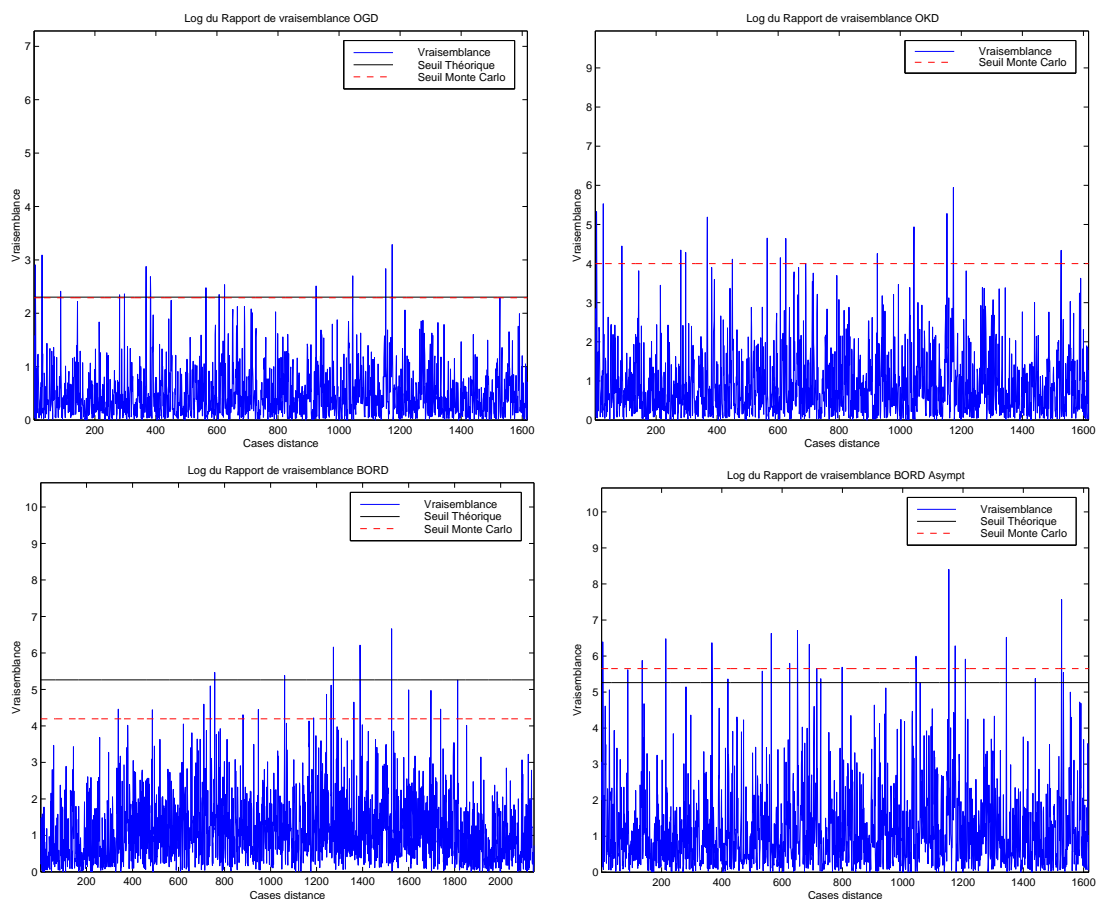 Log du Rapport de vraisemblance OGD
Vraisemblance
Seuil Théorique
Seuil Monte Carlo
7
6
5
4
3
2
1
0
Vraisemblance
200 400 600 800 1000 1200 1400 1600
Cases distance
Log du Rapport de vraisemblance OKD
Vraisemblance
Seuil Monte Carlo
9
8
7
6
5
4
3
2
1
0
Vraisemblance
200 400 600 800 1000 1200 1400 1600
Cases distance
Log du Rapport de vraisemblance BORD
Vraisemblance
Seuil Théorique
Seuil Monte Carlo
10
9
8
7
6
5
4
3
2
1
0
Vraisemblance
200 400 600 800 1000 1200 1400 1600 1800 2000
Cases distance
Log du Rapport de vraisemblance BORD Asympt
Vraisemblance
Seuil Théorique
Seuil Monte Carlo
10
9
8
7
6
5
4
3
2
1
0
Vraisemblance
200 400 600 800 1000 1200 1400 1600
Cases distance